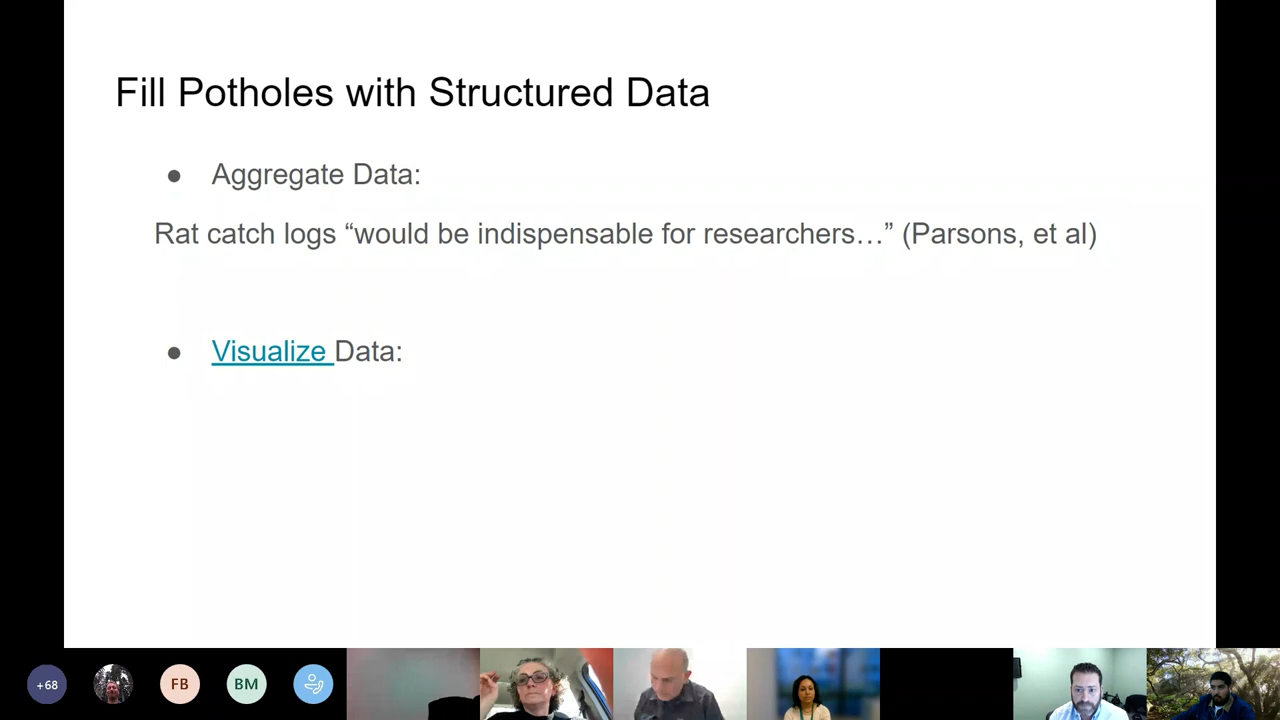 Fill Potholes with Structured Data
● Aggregate Data:
Rat catch logs “would be indispensable for researchers…” (Parsons, et al)
● Visualize Data:
+68
FB
BM